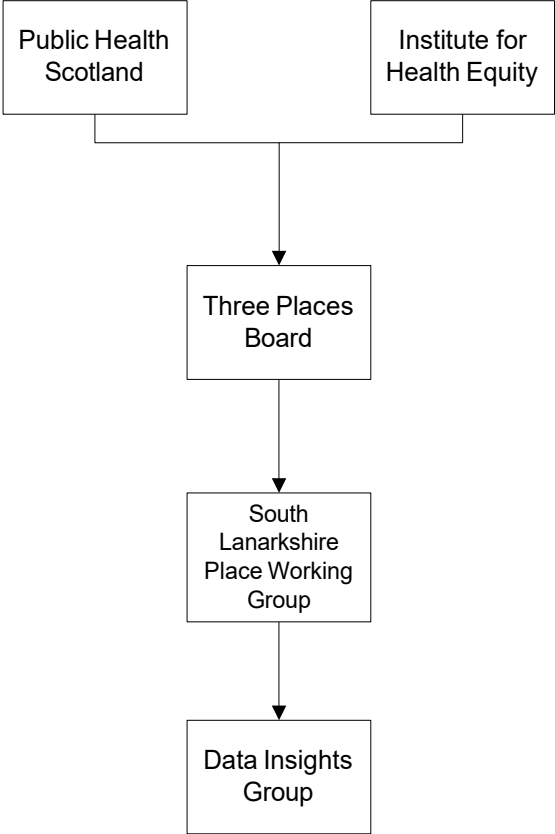 Public Health
Scotland
Institute for
Health Equity
Three Places
Board
South
Lanarkshire
Place Working
Group
Data Insights
Group